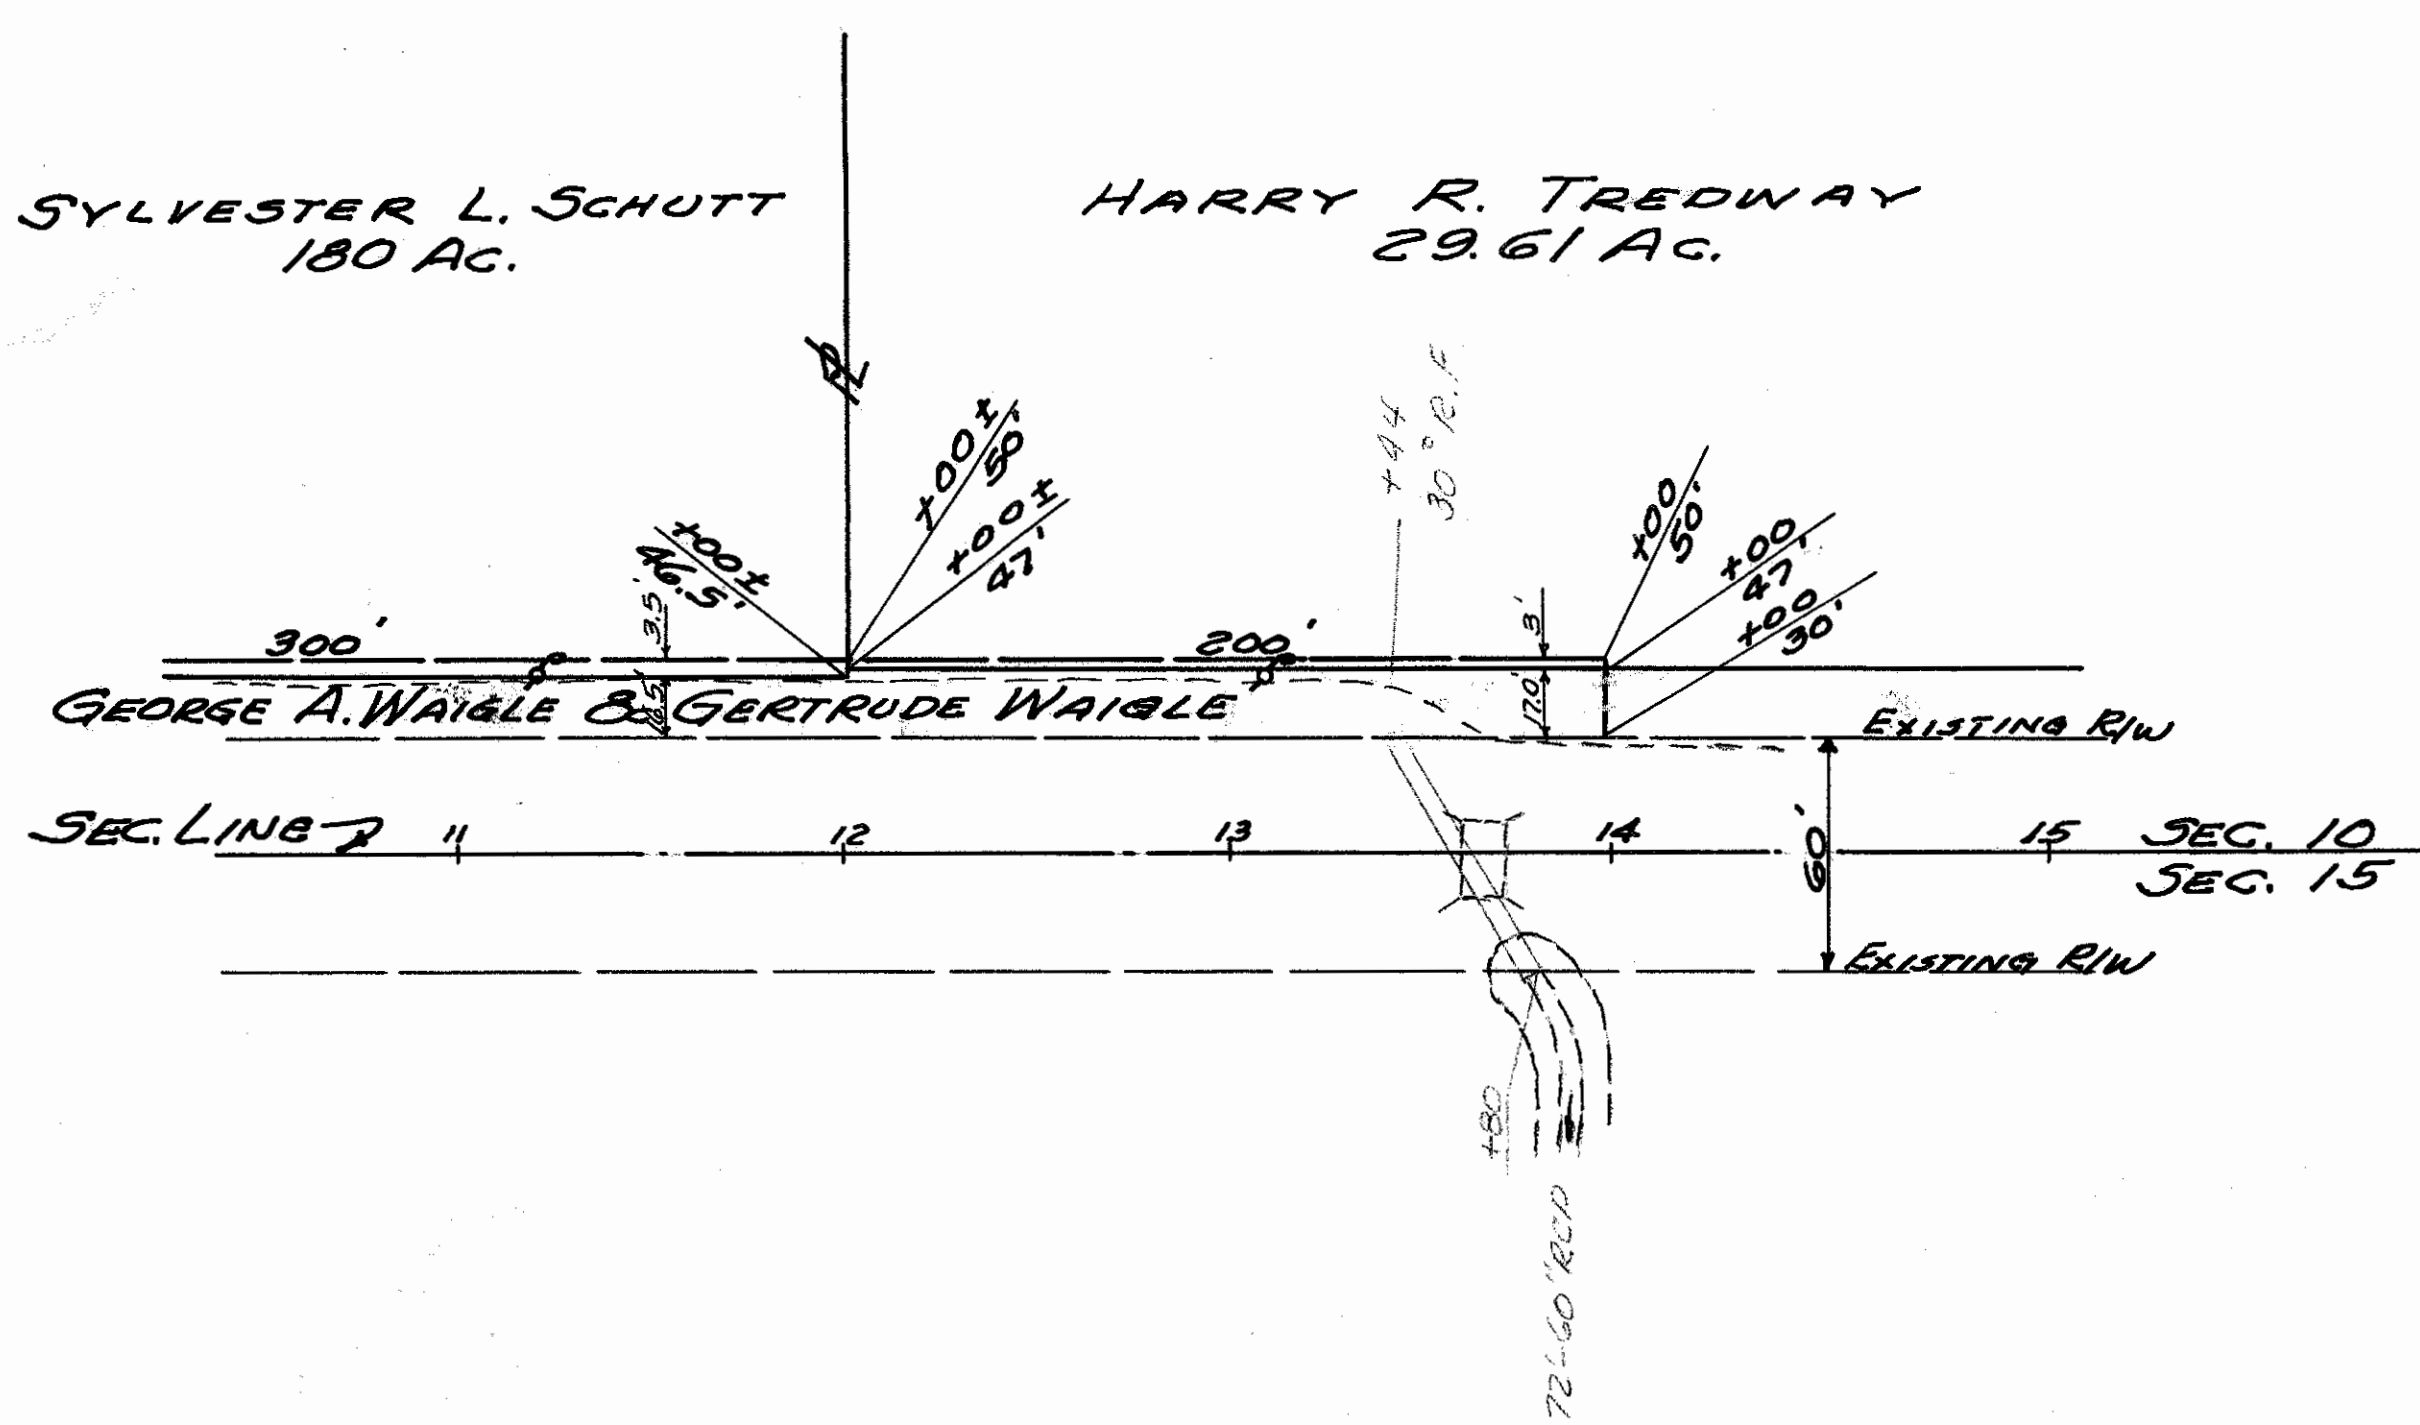 SYLVESTER L. SCHUTT
180 AC.
HARRY R. TREDWAY
29.61 AC.
PL
+00±
50'
+00±
47'
+00±
46.5'
+44
30° R.F
+00
50'
+00
47'
+00
30'
300'
3.5'
200'
3'
GEORGE A. WAIGLE & GERTRUDE WAIGLE
16.5'
17.0'
EXISTING R/W
SEC. LINE
11
12
13
14
15
SEC. 10
SEC. 15
60'
EXISTING R/W
+80
72'-60" RCP